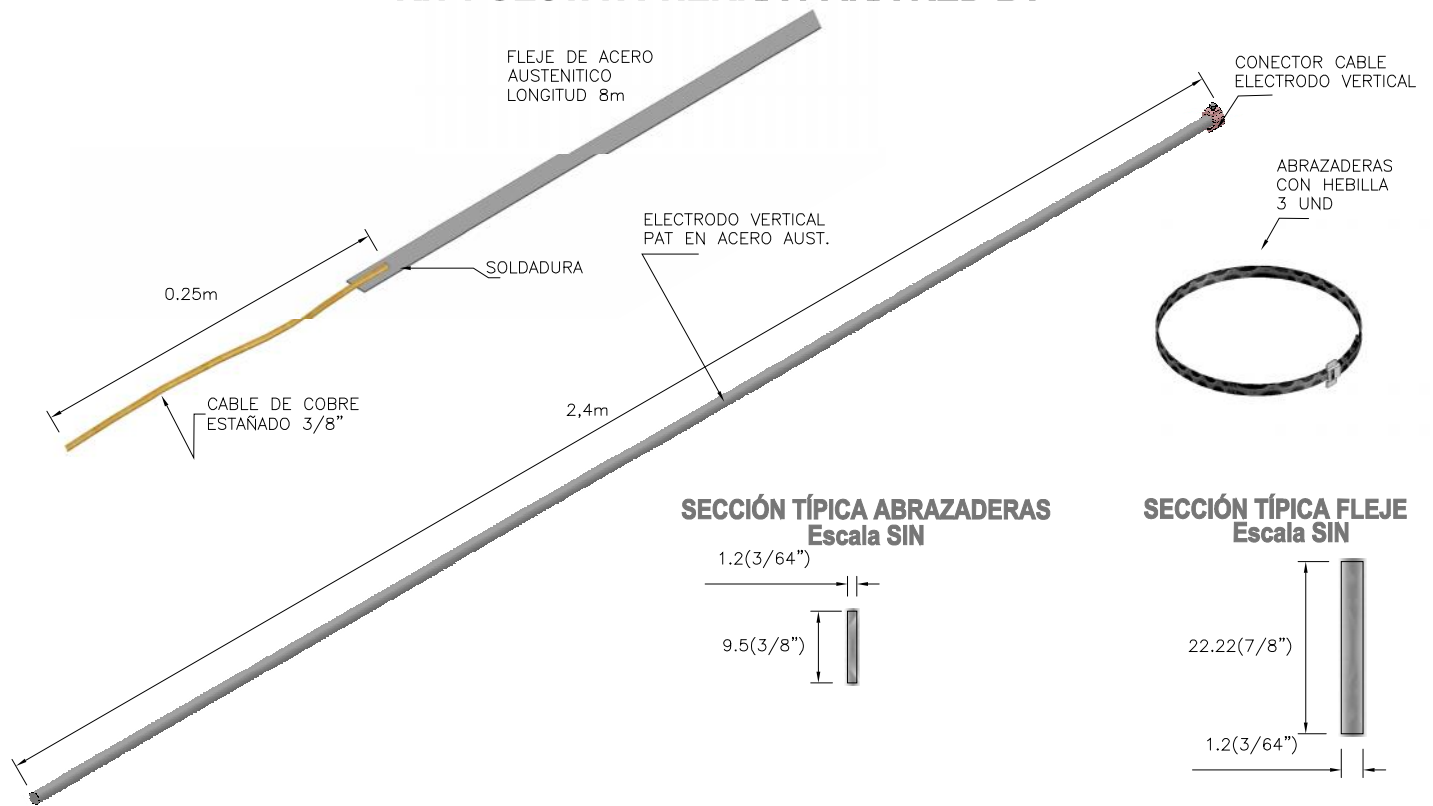 FLEJE DE ACERO
AUSTENITICO
LONGITUD 8m
CONECTOR CABLE
ELECTRODO VERTICAL
ABRAZADERAS
CON HEBILLA
3 UND
ELECTRODO VERTICAL
PAT EN ACERO AUST.
SOLDADURA
0.25m
CABLE DE COBRE
ESTAÑADO 3/8"
2,4m
SECCIÓN TÍPICA ABRAZADERAS
Escala SIN
1.2(3/64")
9.5(3/8")
SECCIÓN TÍPICA FLEJE
Escala SIN
22.22(7/8")
1.2(3/64")